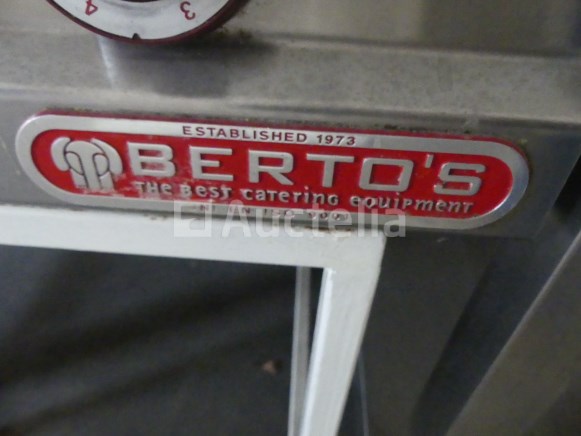 3 4
ESTABLISHED 1973
BERTO'S
THE BEST CATERING EQUIPMENT
Auctelia